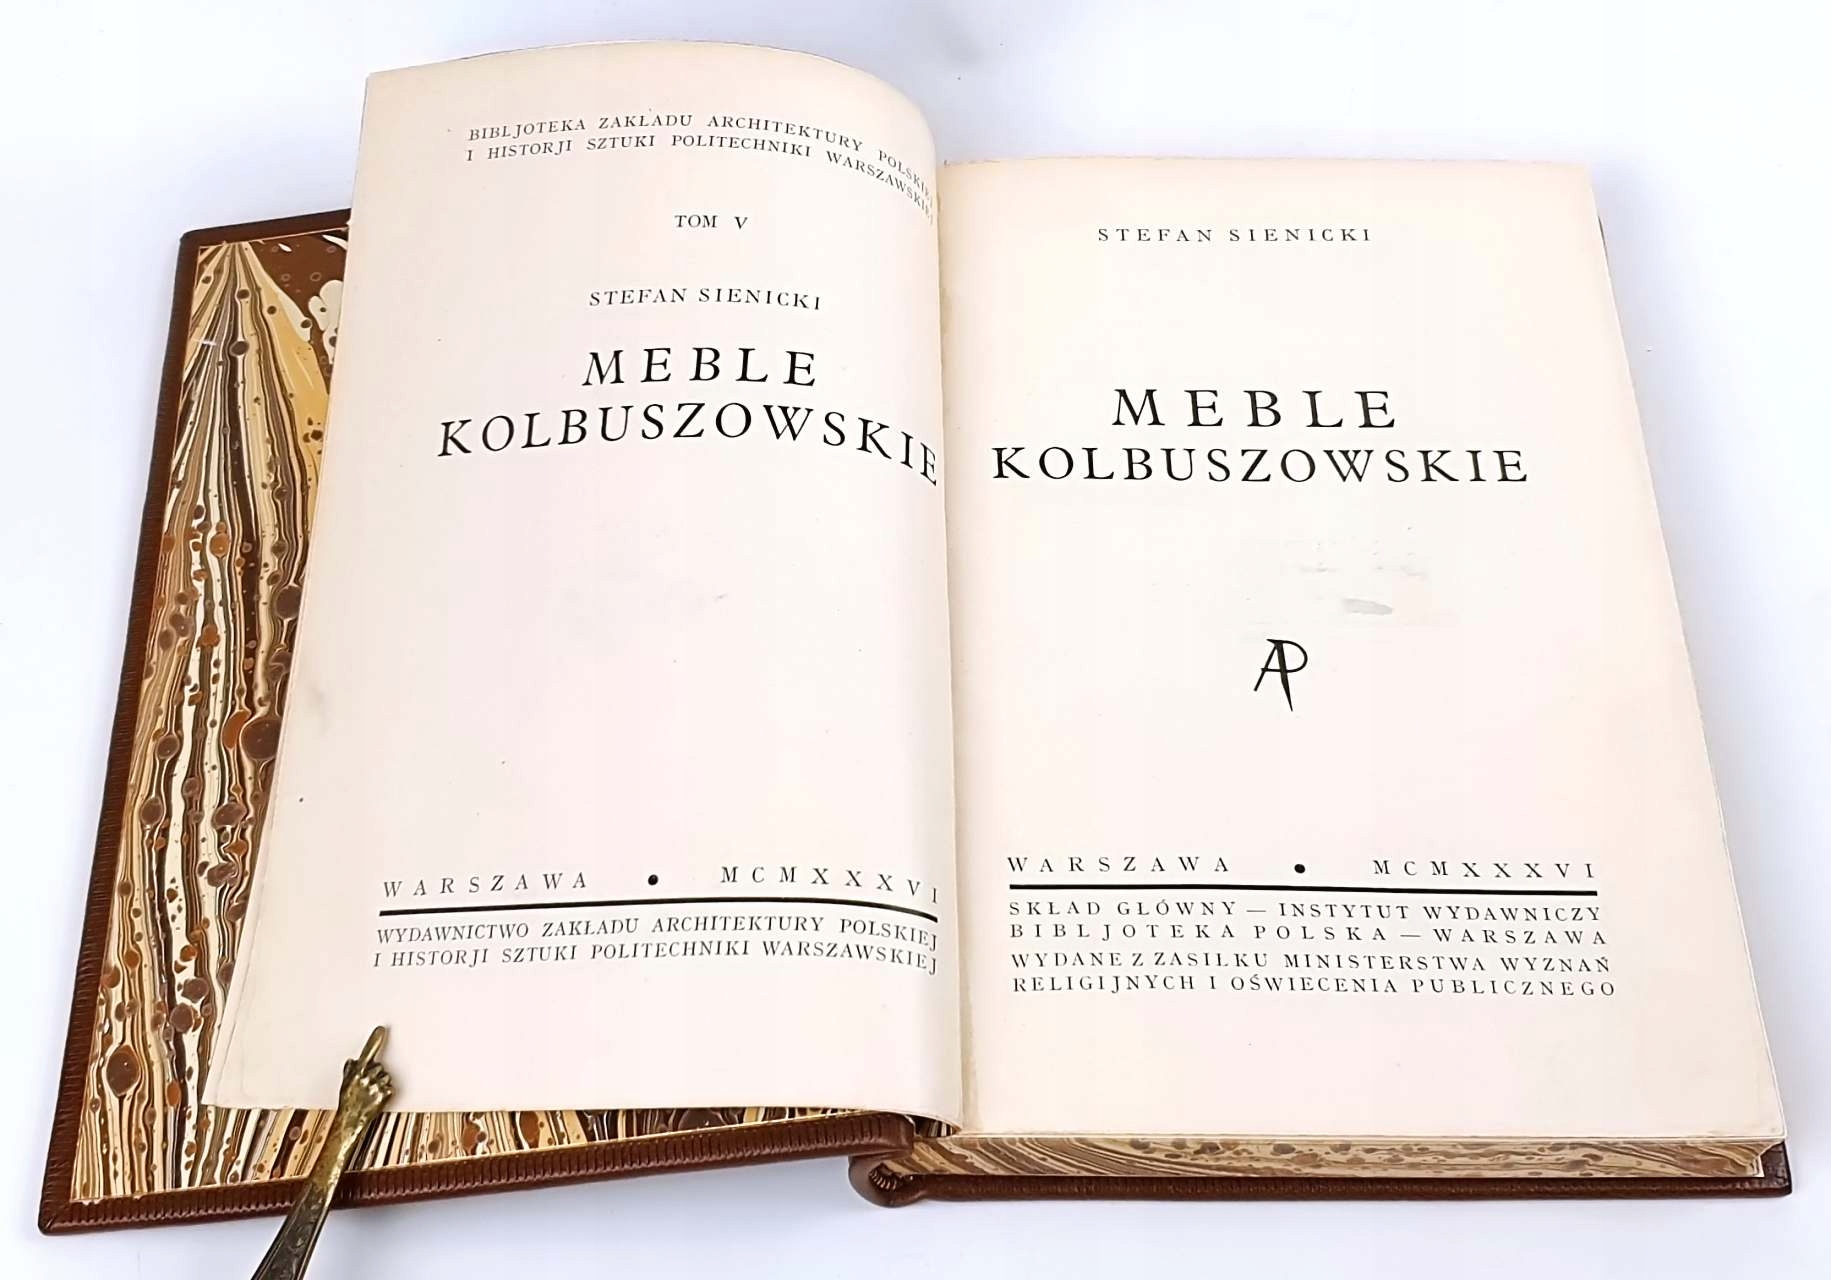 BIBLJOTEKA ZAKŁADU ARCHITEKTURY POLSKIEJ
I HISTORJI SZTUKI POLITECHNIKI WARSZAWSKIEJ
TOM V
STEFAN SIENICKI
MEBLE
KOLBUSZOWSKIE
WARSZAWA • MCMXXXVI
WYDAWNICTWO ZAKŁADU ARCHITEKTURY POLSKIEJ
I HISTORJI SZTUKI POLITECHNIKI WARSZAWSKIEJ
STEFAN SIENICKI
MEBLE
KOLBUSZOWSKIE
AP
WARSZAWA • MCMXXXVI
SKŁAD GŁÓWNY — INSTYTUT WYDAWNICZY
BIBLJOTEKA POLSKA — WARSZAWA
WYDANE Z ZASIŁKU MINISTERSTWA WYZNAŃ
RELIGIJNYCH I OŚWIECENIA PUBLICZNEGO